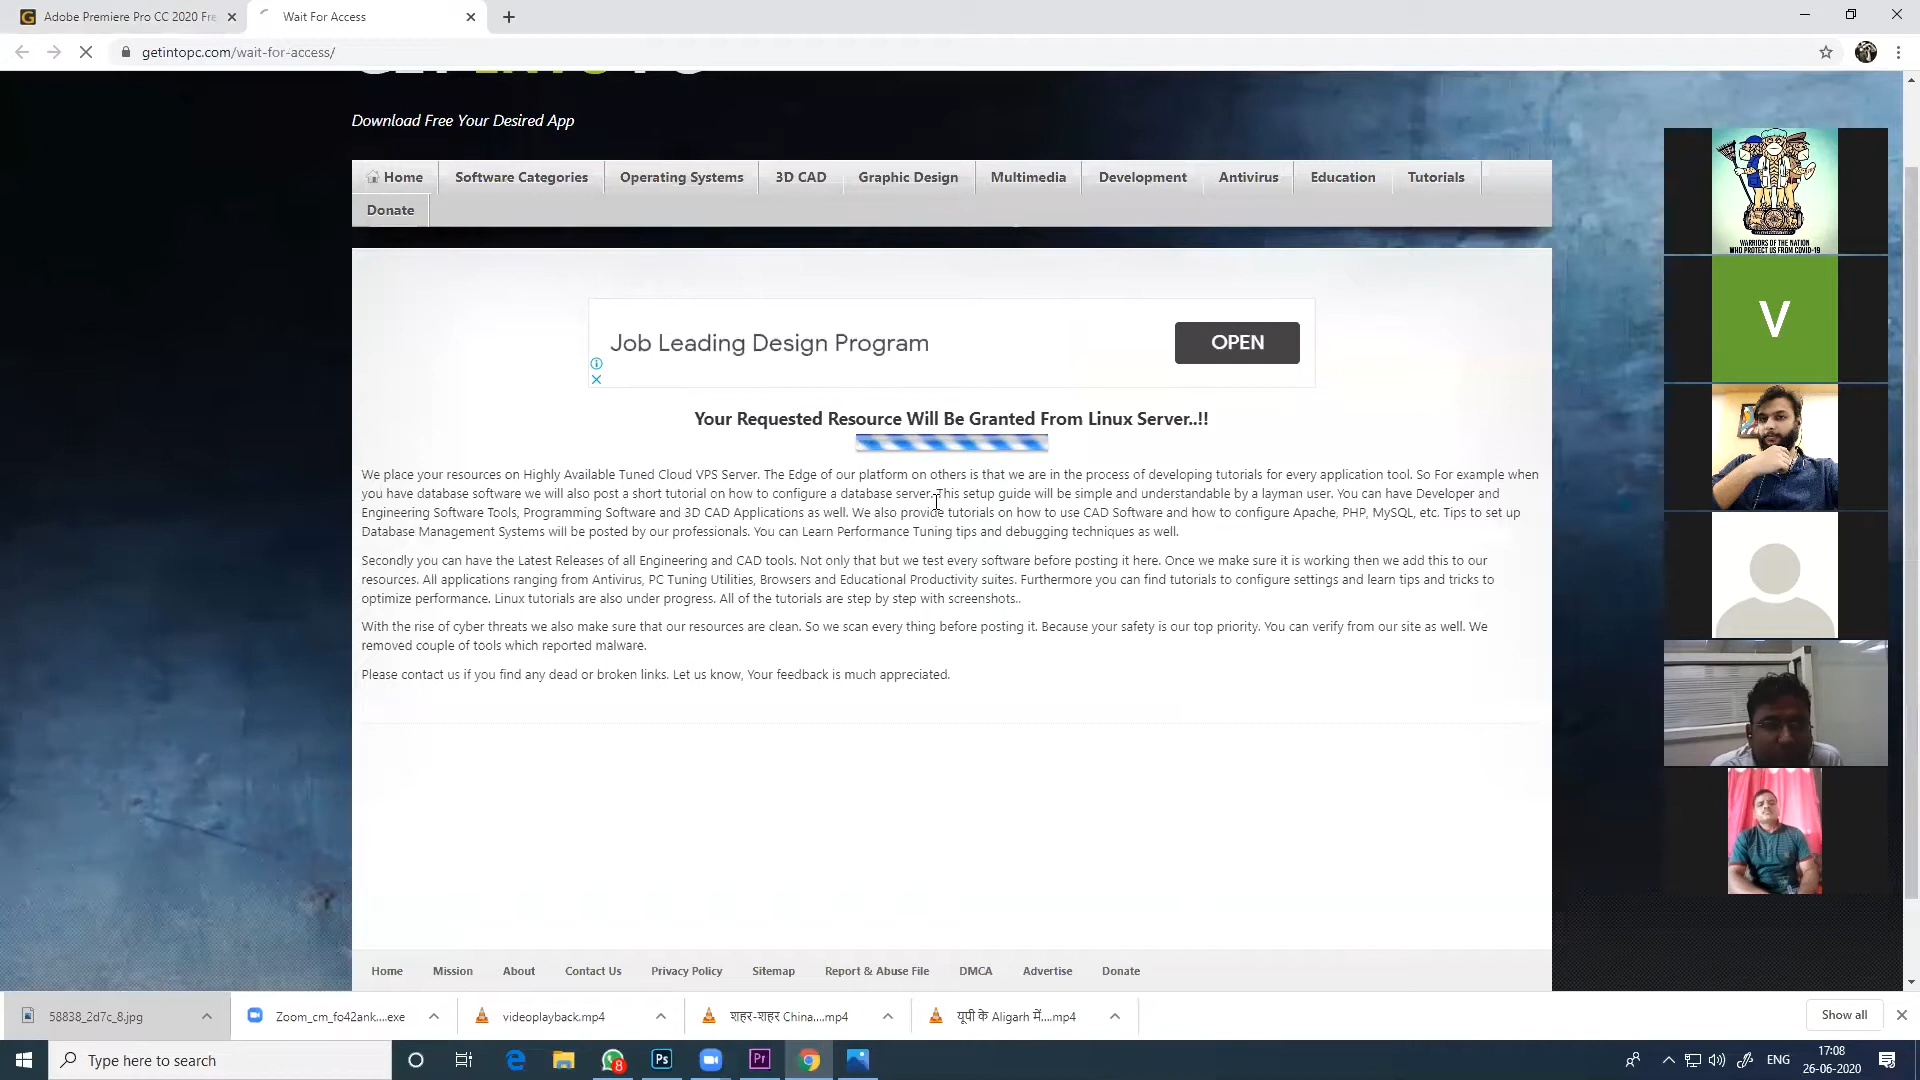 Adobe Premiere Pro CC 2020 Fre
Wait For Access
getintopc.com/wait-for-access/
Download Free Your Desired App
Home
Software Categories
Operating Systems
3D CAD
Graphic Design
Multimedia
Development
Antivirus
Education
Tutorials
Donate
Job Leading Design Program
OPEN
Your Requested Resource Will Be Granted From Linux Server..!!
We place your resources on Highly Available Tuned Cloud VPS Server. The Edge of our platform on others is that we are in the process of developing tutorials for every application tool. So For example when
you have database software we will also post a short tutorial on how to configure a database server. This setup guide will be simple and understandable by a layman user. You can have Developer and
Engineering Software Tools, Programming Software and 3D CAD Applications as well. We also provide tutorials on how to use CAD Software and how to configure Apache, PHP, MySQL, etc. Tips to set up
Database Management Systems will be posted by our professionals. You can Learn Performance Tuning tips and debugging techniques as well.
Secondly you can have the Latest Releases of all Engineering and CAD tools. Not only that but we test every software before posting it here. Once we make sure it is working then we add this to our
resources. All applications ranging from Antivirus, PC Tuning Utilities, Browsers and Educational Productivity suites. Furthermore you can find tutorials to configure settings and learn tips and tricks to
optimize performance. Linux tutorials are also under progress. All of the tutorials are step by step with screenshots..
With the rise of cyber threats we also make sure that our resources are clean. So we scan every thing before posting it. Because your safety is our top priority. You can verify from our site as well. We
removed couple of tools which reported malware.
Please contact us if you find any dead or broken links. Let us know, Your feedback is much appreciated.
Home
Mission
About
Contact Us
Privacy Policy
Sitemap
Report & Abuse File
DMCA
Advertise
Donate
WARRIORS OF THE NATION
WHO PROTECT US FROM COVID-19
V
58838_2d7c_8.jpg
Zoom_cm_fo42ank....exe
videoplayback.mp4
शहर-शहर China....mp4
यूपी के Aligarh में....mp4
Show all
Type here to search
8
Ps
Pr
ENG
17:08
26-06-2020